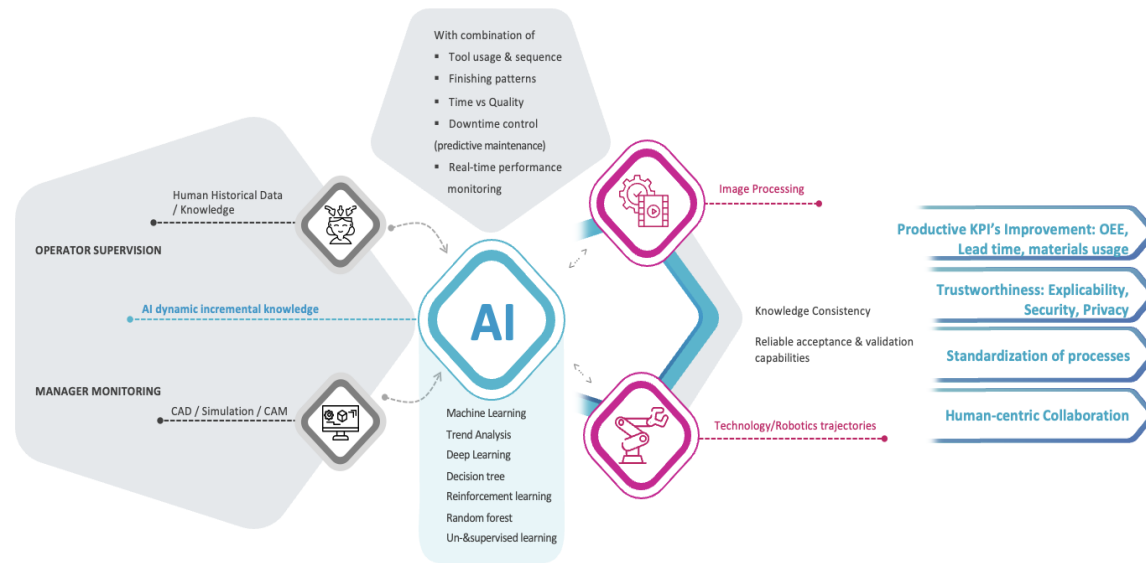 With combination of
▪ Tool usage & sequence
▪ Finishing patterns
▪ Time vs Quality
▪ Downtime control
(predictive maintenance)
▪ Real-time performance
monitoring
Human Historical Data
/ Knowledge
OPERATOR SUPERVISION
AI dynamic incremental knowledge
MANAGER MONITORING
CAD / Simulation / CAM
AI
Machine Learning
Trend Analysis
Deep Learning
Decision tree
Reinforcement learning
Random forest
Un-&supervised learning
Image Processing
Knowledge Consistency
Reliable acceptance & validation
capabilities
Technology/Robotics trajectories
Productive KPI's Improvement: OEE,
Lead time, materials usage
Trustworthiness: Explicability,
Security, Privacy
Standardization of processes
Human-centric Collaboration